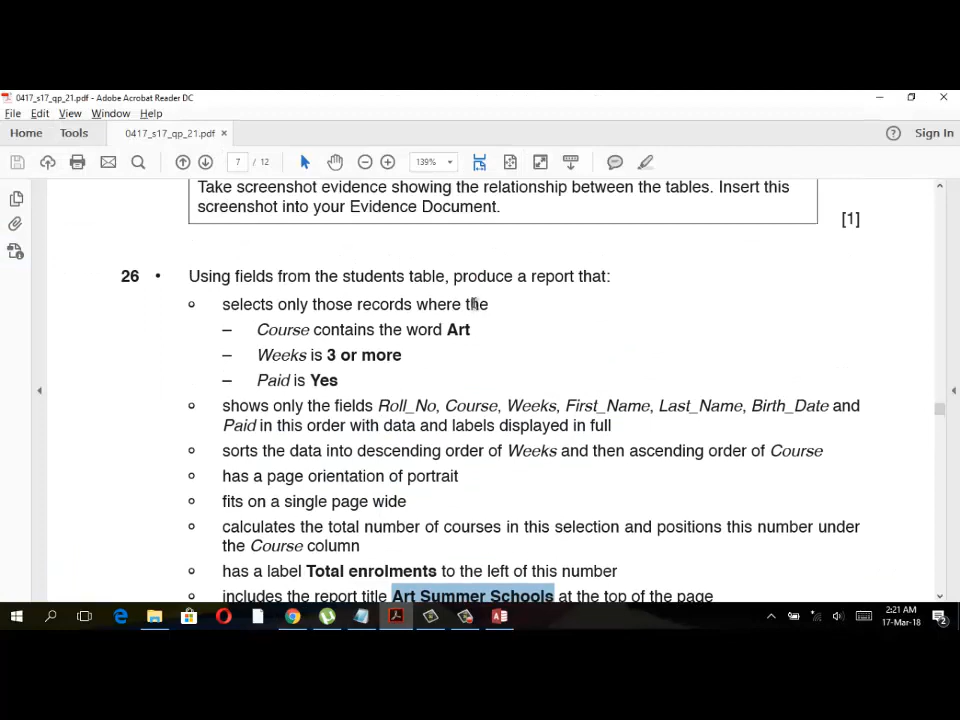 0417_s17_qp_21.pdf - Adobe Acrobat Reader DC
File Edit View Window Help
Home Tools 0417_s17_qp_21.pdf × Sign In
7 / 12 139%
Take screenshot evidence showing the relationship between the tables. Insert this
screenshot into your Evidence Document.
[1]
26 • Using fields from the students table, produce a report that:
selects only those records where the
– Course contains the word Art
– Weeks is 3 or more
– Paid is Yes
shows only the fields Roll_No, Course, Weeks, First_Name, Last_Name, Birth_Date and
Paid in this order with data and labels displayed in full
sorts the data into descending order of Weeks and then ascending order of Course
has a page orientation of portrait
fits on a single page wide
calculates the total number of courses in this selection and positions this number under
the Course column
has a label Total enrolments to the left of this number
includes the report title Art Summer Schools at the top of the page
2:21 AM
17-Mar-18
2